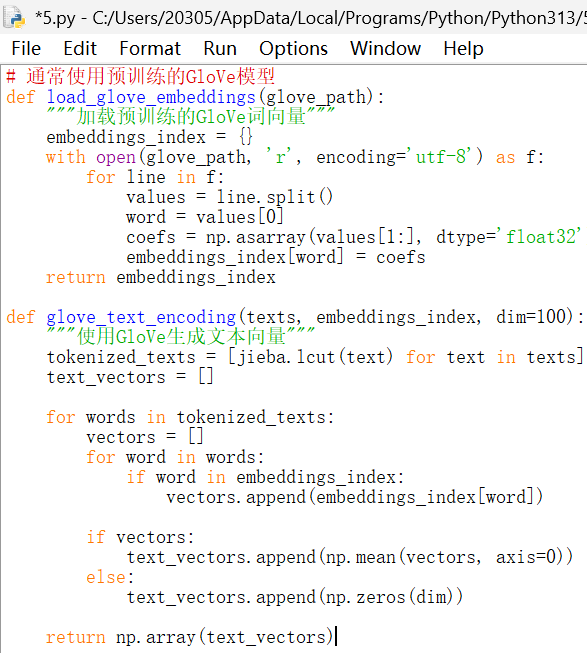 *5.py - C:/Users/20305/AppData/Local/Programs/Python/Python313/
File Edit Format Run Options Window Help
# 通常使用预训练的GloVe模型
def load_glove_embeddings(glove_path):
    """加载预训练的GloVe词向量"""
    embeddings_index = {}
    with open(glove_path, 'r', encoding='utf-8') as f:
        for line in f:
            values = line.split()
            word = values[0]
            coefs = np.asarray(values[1:], dtype='float32'
            embeddings_index[word] = coefs
    return embeddings_index

def glove_text_encoding(texts, embeddings_index, dim=100):
    """使用GloVe生成文本向量"""
    tokenized_texts = [jieba.lcut(text) for text in texts]
    text_vectors = []

    for words in tokenized_texts:
        vectors = []
        for word in words:
            if word in embeddings_index:
                vectors.append(embeddings_index[word])

        if vectors:
            text_vectors.append(np.mean(vectors, axis=0))
        else:
            text_vectors.append(np.zeros(dim))

    return np.array(text_vectors)